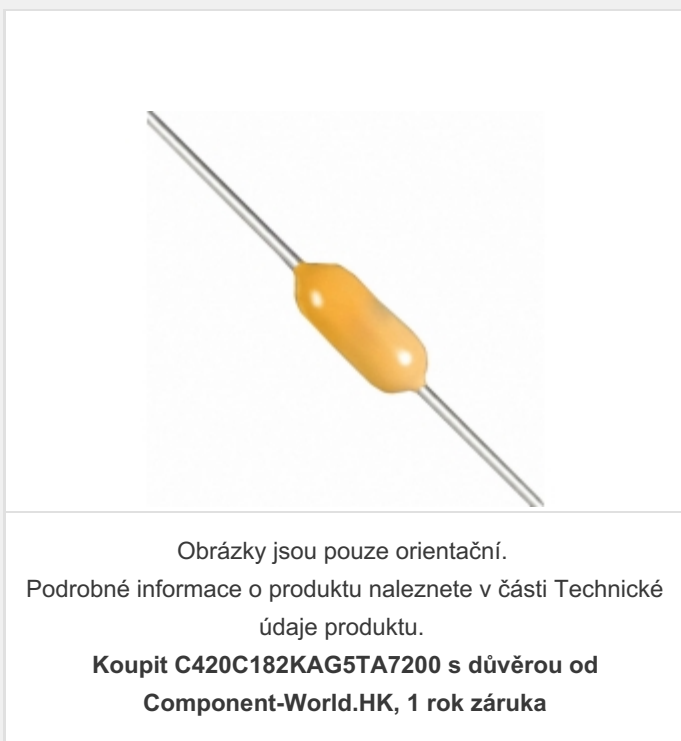 Obrázky jsou pouze orientační.
Podrobné informace o produktu naleznete v části Technické
údaje produktu.
Koupit C420C182KAG5TA7200 s důvěrou od
Component-World.HK, 1 rok záruka